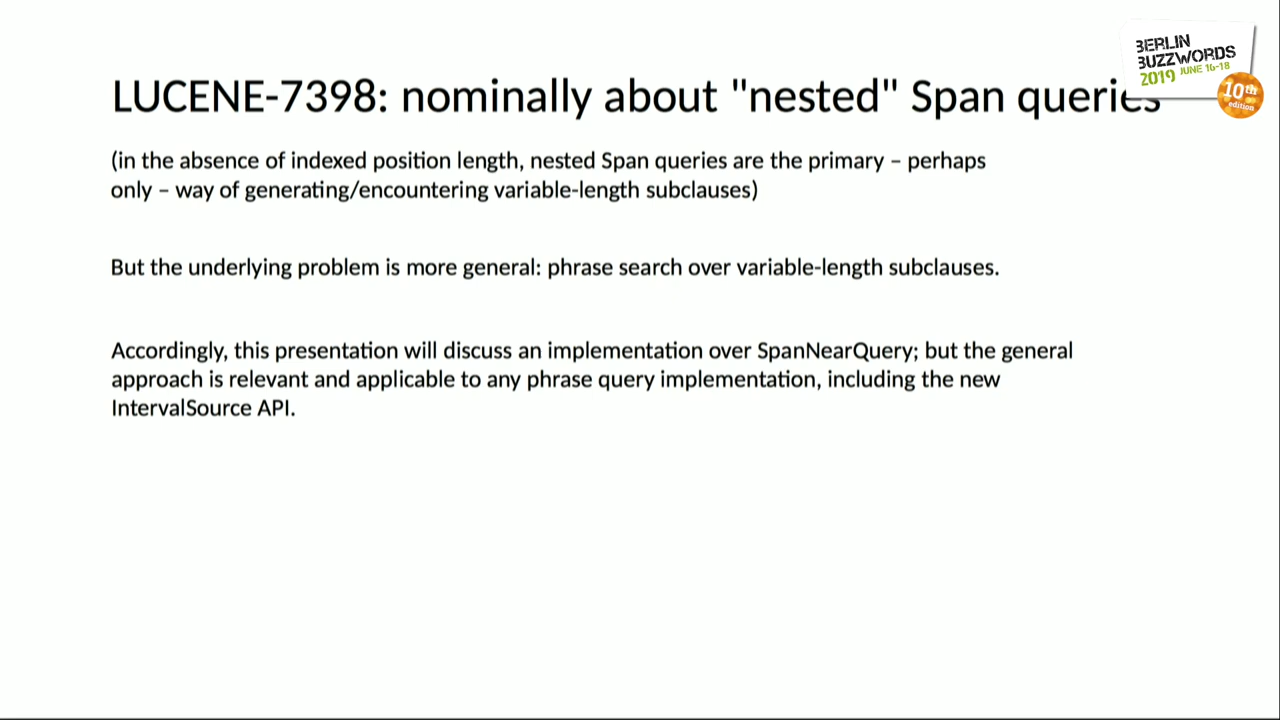 BERLIN
BUZZWORDS
2019 JUNE 16-18
10th
edition
LUCENE-7398: nominally about "nested" Span queries
(in the absence of indexed position length, nested Span queries are the primary – perhaps
only – way of generating/encountering variable-length subclauses)
But the underlying problem is more general: phrase search over variable-length subclauses.
Accordingly, this presentation will discuss an implementation over SpanNearQuery; but the general
approach is relevant and applicable to any phrase query implementation, including the new
IntervalSource API.